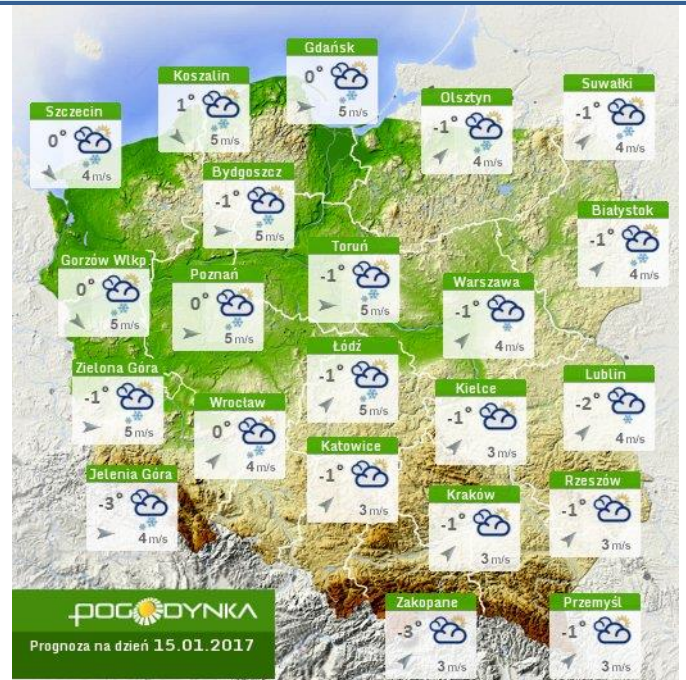 Gdańsk
0°
5 m/s
Koszalin
1°
5 m/s
Suwałki
-1°
4 m/s
Olsztyn
-1°
4 m/s
Szczecin
0°
4 m/s
Bydgoszcz
-1°
5 m/s
Białystok
-1°
4 m/s
Toruń
-1°
5 m/s
Gorzów Wlkp
0°
5 m/s
Poznań
0°
5 m/s
Warszawa
-1°
4 m/s
Łódź
-1°
5 m/s
Zielona Góra
-1°
5 m/s
Lublin
-2°
4 m/s
Kielce
-1°
3 m/s
Wrocław
0°
4 m/s
Katowice
-1°
3 m/s
Jelenia Góra
-3°
4 m/s
Rzeszów
-1°
3 m/s
Kraków
-1°
3 m/s
Zakopane
-3°
3 m/s
Przemyśl
-1°
3 m/s
POGODYNKA
Prognoza na dzień 15.01.2017